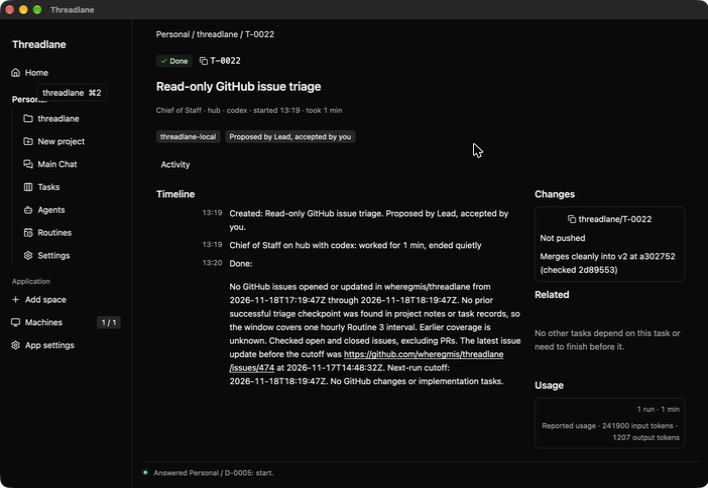 Threadlane
Threadlane
Home
threadlane ⌘2
threadlane
New project
Main Chat
Tasks
Agents
Routines
Settings
Application
Add space
Machines 1 / 1
App settings
Personal / threadlane / T-0022
Done T-0022
Read-only GitHub issue triage
Chief of Staff · hub · codex · started 13:19 · took 1 min
threadlane-local Proposed by Lead, accepted by you
Activity
Timeline
13:19 Created: Read-only GitHub issue triage. Proposed by Lead, accepted by
you.
13:19 Chief of Staff on hub with codex: worked for 1 min, ended quietly
13:20 Done:
No GitHub issues opened or updated in wheregmis/threadlane from
2026-11-18T17:19:47Z through 2026-11-18T18:19:47Z. No prior
successful triage checkpoint was found in project notes or task records, so
the window covers one hourly Routine 3 interval. Earlier coverage is
unknown. Checked open and closed issues, excluding PRs. The latest issue
update before the cutoff was https://github.com/wheregmis/threadlane
/issues/474 at 2026-11-17T14:48:32Z. Next-run cutoff:
2026-11-18T18:19:47Z. No GitHub changes or implementation tasks.
Changes
threadlane/T-0022
Not pushed
Merges cleanly into v2 at a302752
(checked 2d89553)
Related
No other tasks depend on this task or
need to finish before it.
Usage
1 run · 1 min
Reported usage · 241900 input tokens ·
1207 output tokens
Answered Personal / D-0005: start.